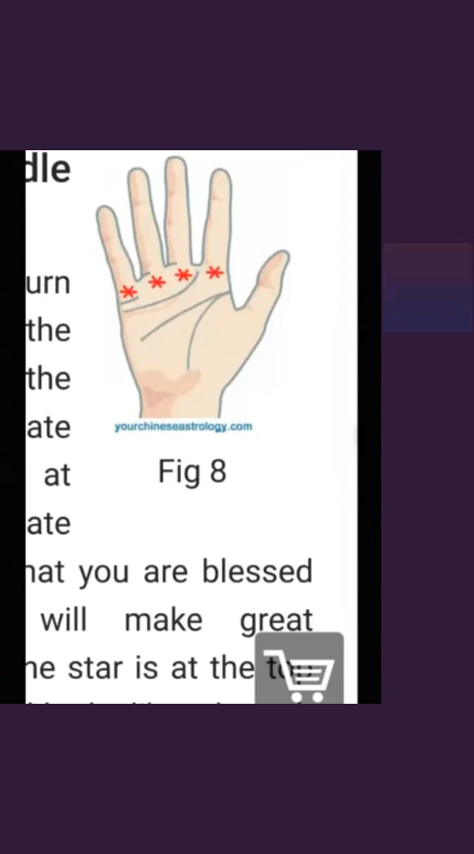 dle
urn
the
the
ate
at
ate
yourchineseastrology.com
Fig 8
hat you are blessed
will make great
he star is at the top